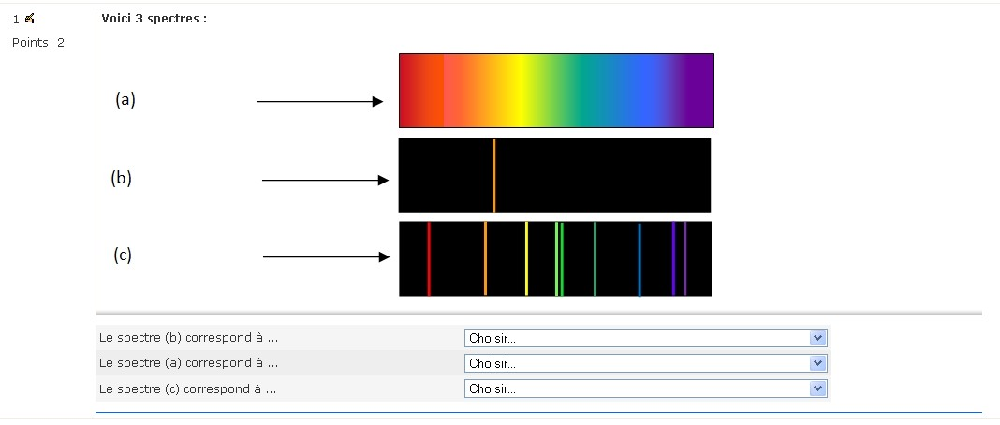 1
Points: 2
Voici 3 spectres :
(a)
(b)
(c)
Le spectre (b) correspond à ... Choisir...
Le spectre (a) correspond à ... Choisir...
Le spectre (c) correspond à ... Choisir...